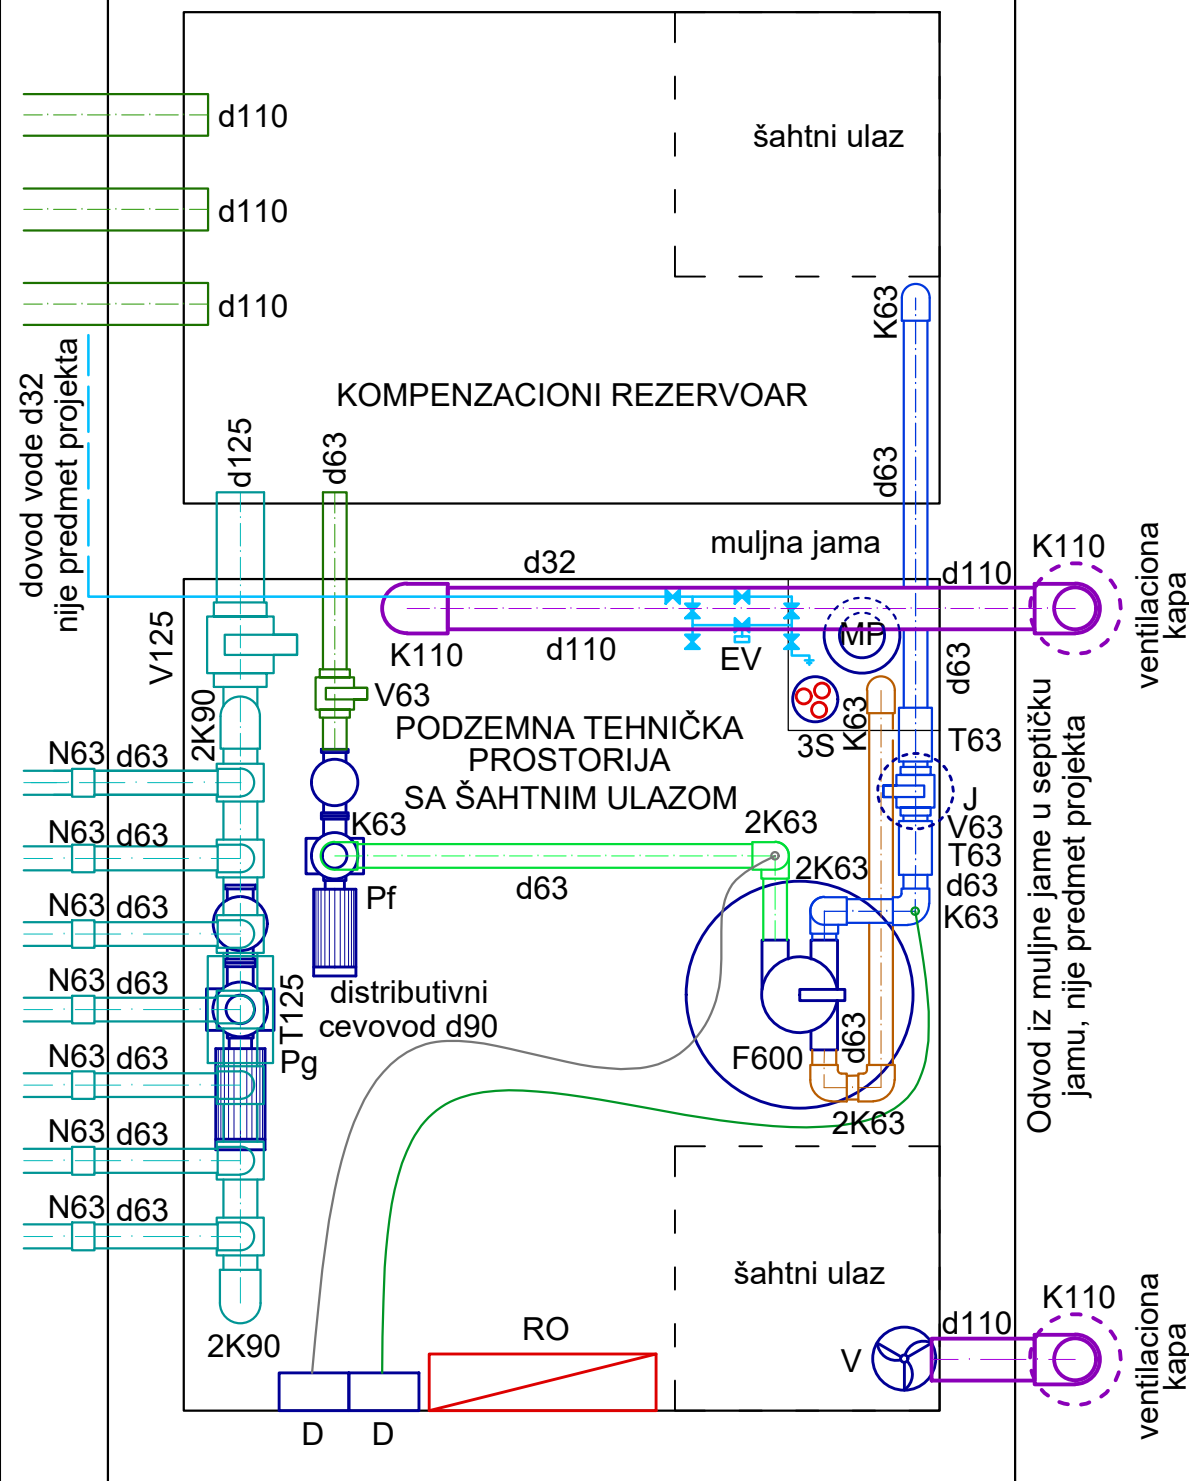 d110
šahtni ulaz
d110
d110
K63
dovod vode d32
nije predmet projekta
KOMPENZACIONI REZERVOAR
d125
d63
d63
muljna jama
d32
d110
K110
ventilaciona
kapa
V125
K110
d110
EV
MP
d63
2K90
V63
PODZEMNA TEHNIČKA
PROSTORIJA
SA ŠAHTNIM ULAZOM
3S
K63
T63
Odvod iz muljne jame u septičku
jamu, nije predmet projekta
N63 d63
J
V63
T63
d63
K63
N63 d63
K63
2K63
2K63
d63
Pf
N63 d63
N63 d63
T125
distributivni
cevovod d90
Pg
F600
d63
N63 d63
2K63
N63 d63
N63 d63
šahtni ulaz
2K90
RO
V
d110
K110
ventilaciona
kapa
D
D